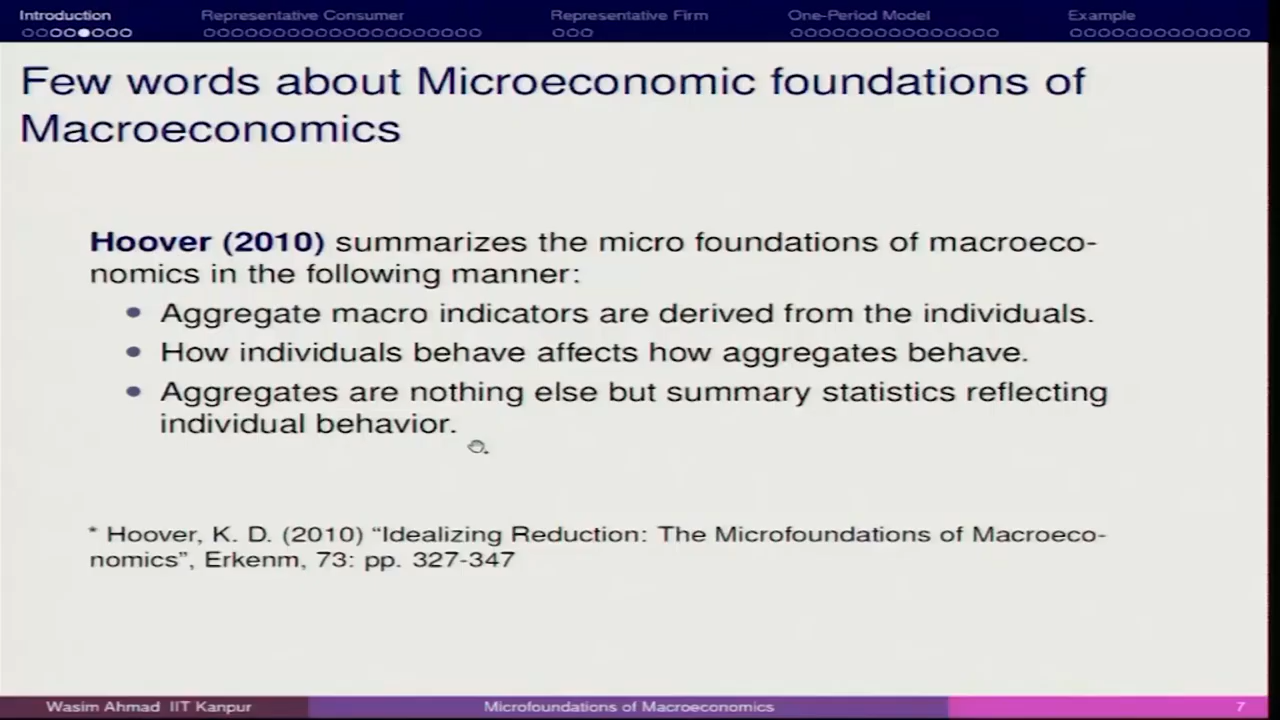 Introduction Representative Consumer Representative Firm One-Period Model Example
Few words about Microeconomic foundations of
Macroeconomics
Hoover (2010) summarizes the micro foundations of macroeco-
nomics in the following manner:
Aggregate macro indicators are derived from the individuals.
How individuals behave affects how aggregates behave.
Aggregates are nothing else but summary statistics reflecting
individual behavior.
* Hoover, K. D. (2010) “Idealizing Reduction: The Microfoundations of Macroeco-
nomics”, Erkenm, 73: pp. 327-347
Wasim Ahmad IIT Kanpur Microfoundations of Macroeconomics 7